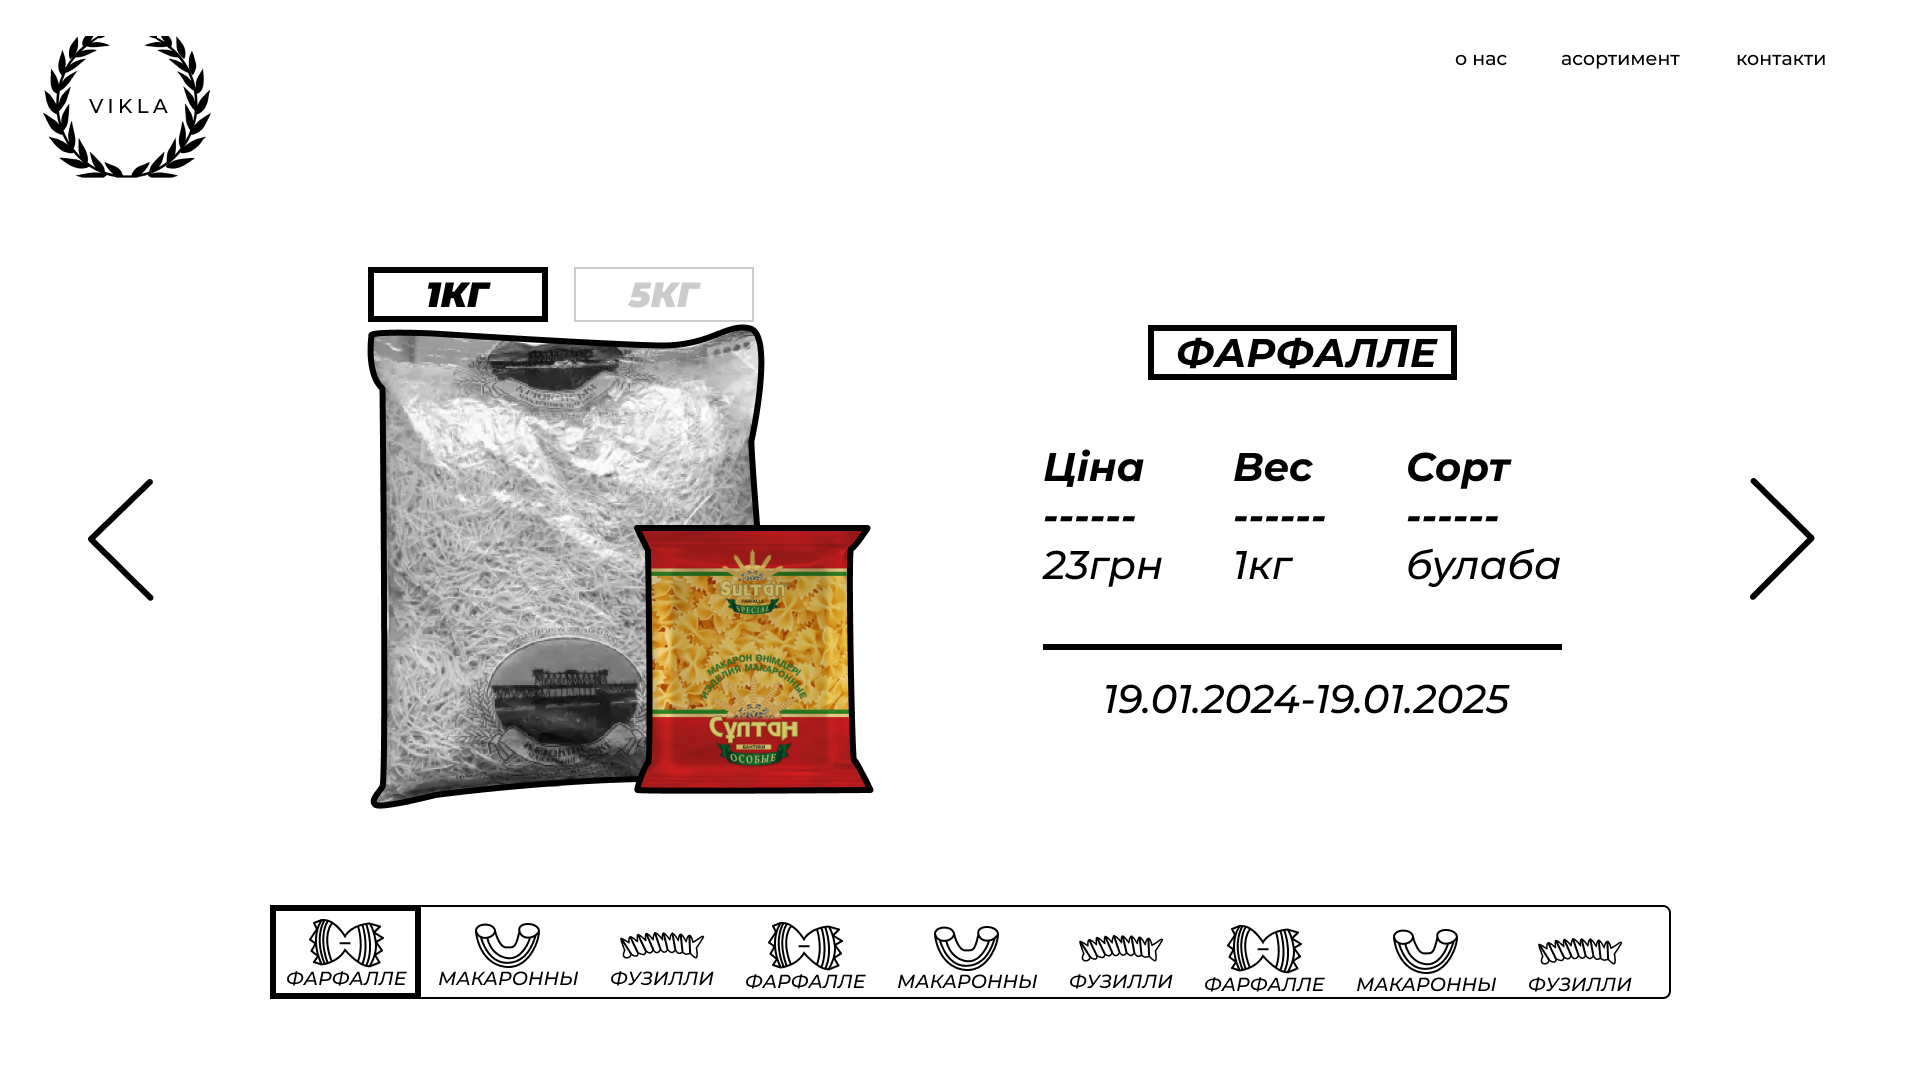 VIKLA
о нас асортимент контакти
1КГ 5КГ
ФАРФАЛЛЕ
Ціна Вес Сорт
------ ------ ------
23грн 1кг булаба
19.01.2024-19.01.2025
Sultan
FARFALLE
SPECIAL
МАКАРОН ӨНІМДЕРІ
ИЗДЕЛИЯ МАКАРОННЫЕ
Сұлтан
БАНТИКИ
ОСОБЫЕ
ФАРФАЛЛЕ МАКАРОННЫ ФУЗИЛЛИ ФАРФАЛЛЕ МАКАРОННЫ ФУЗИЛЛИ ФАРФАЛЛЕ МАКАРОННЫ ФУЗИЛЛИ